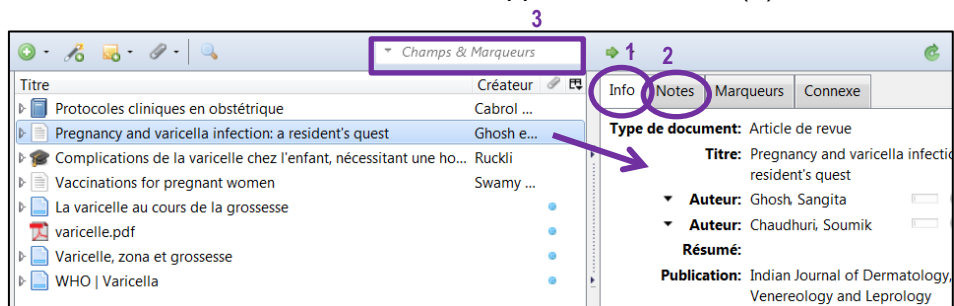 3
Champs & Marqueurs
1 2
Titre Créateur
Info Notes Marqueurs Connexe
Protocoles cliniques en obstétrique Cabrol ...
Pregnancy and varicella infection: a resident's quest Ghosh e...
Complications de la varicelle chez l'enfant, nécessitant une ho... Ruckli
Vaccinations for pregnant women Swamy ...
La varicelle au cours de la grossesse
varicelle.pdf
Varicelle, zona et grossesse
WHO | Varicella
Type de document: Article de revue
Titre: Pregnancy and varicella infectio
resident's quest
Auteur: Ghosh, Sangita
Auteur: Chaudhuri, Soumik
Résumé:
Publication: Indian Journal of Dermatology,
Venereology and Leprology